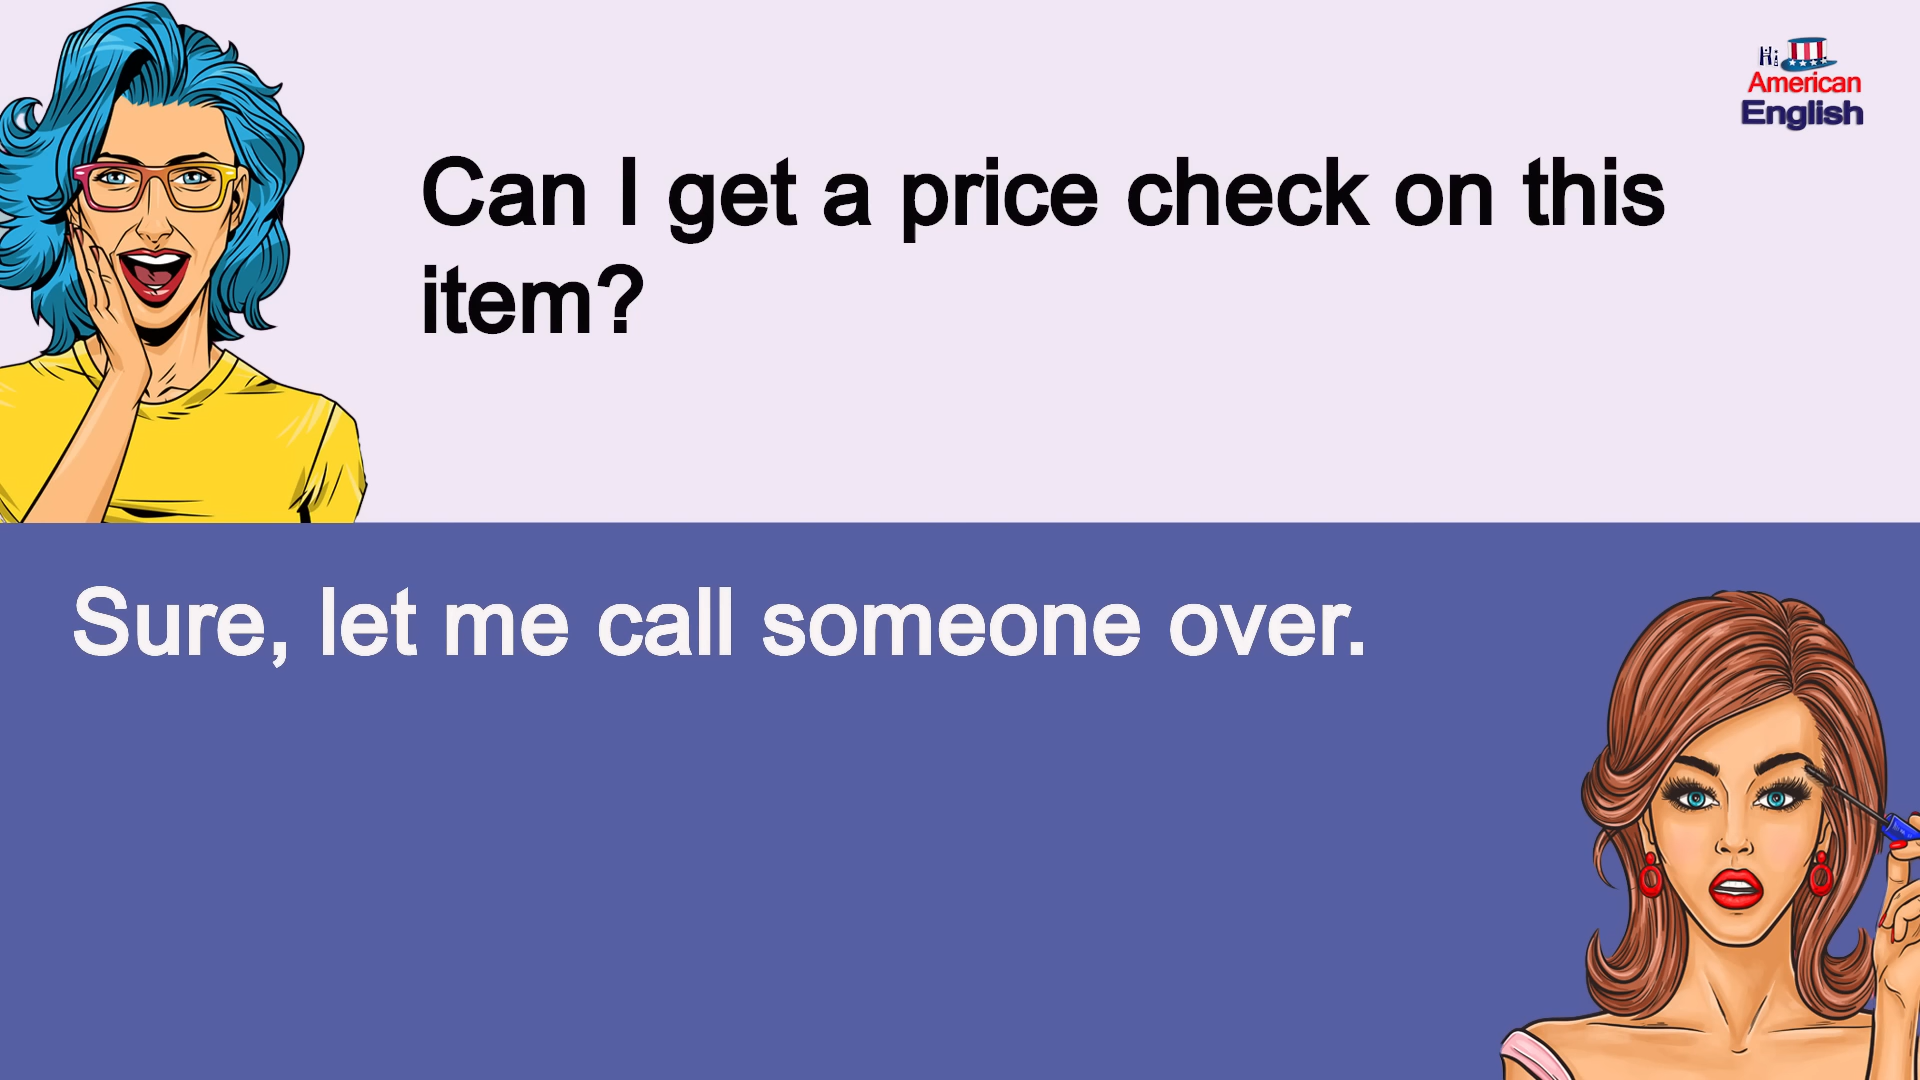 Hi
American
English
Can I get a price check on this
item?
Sure, let me call someone over.